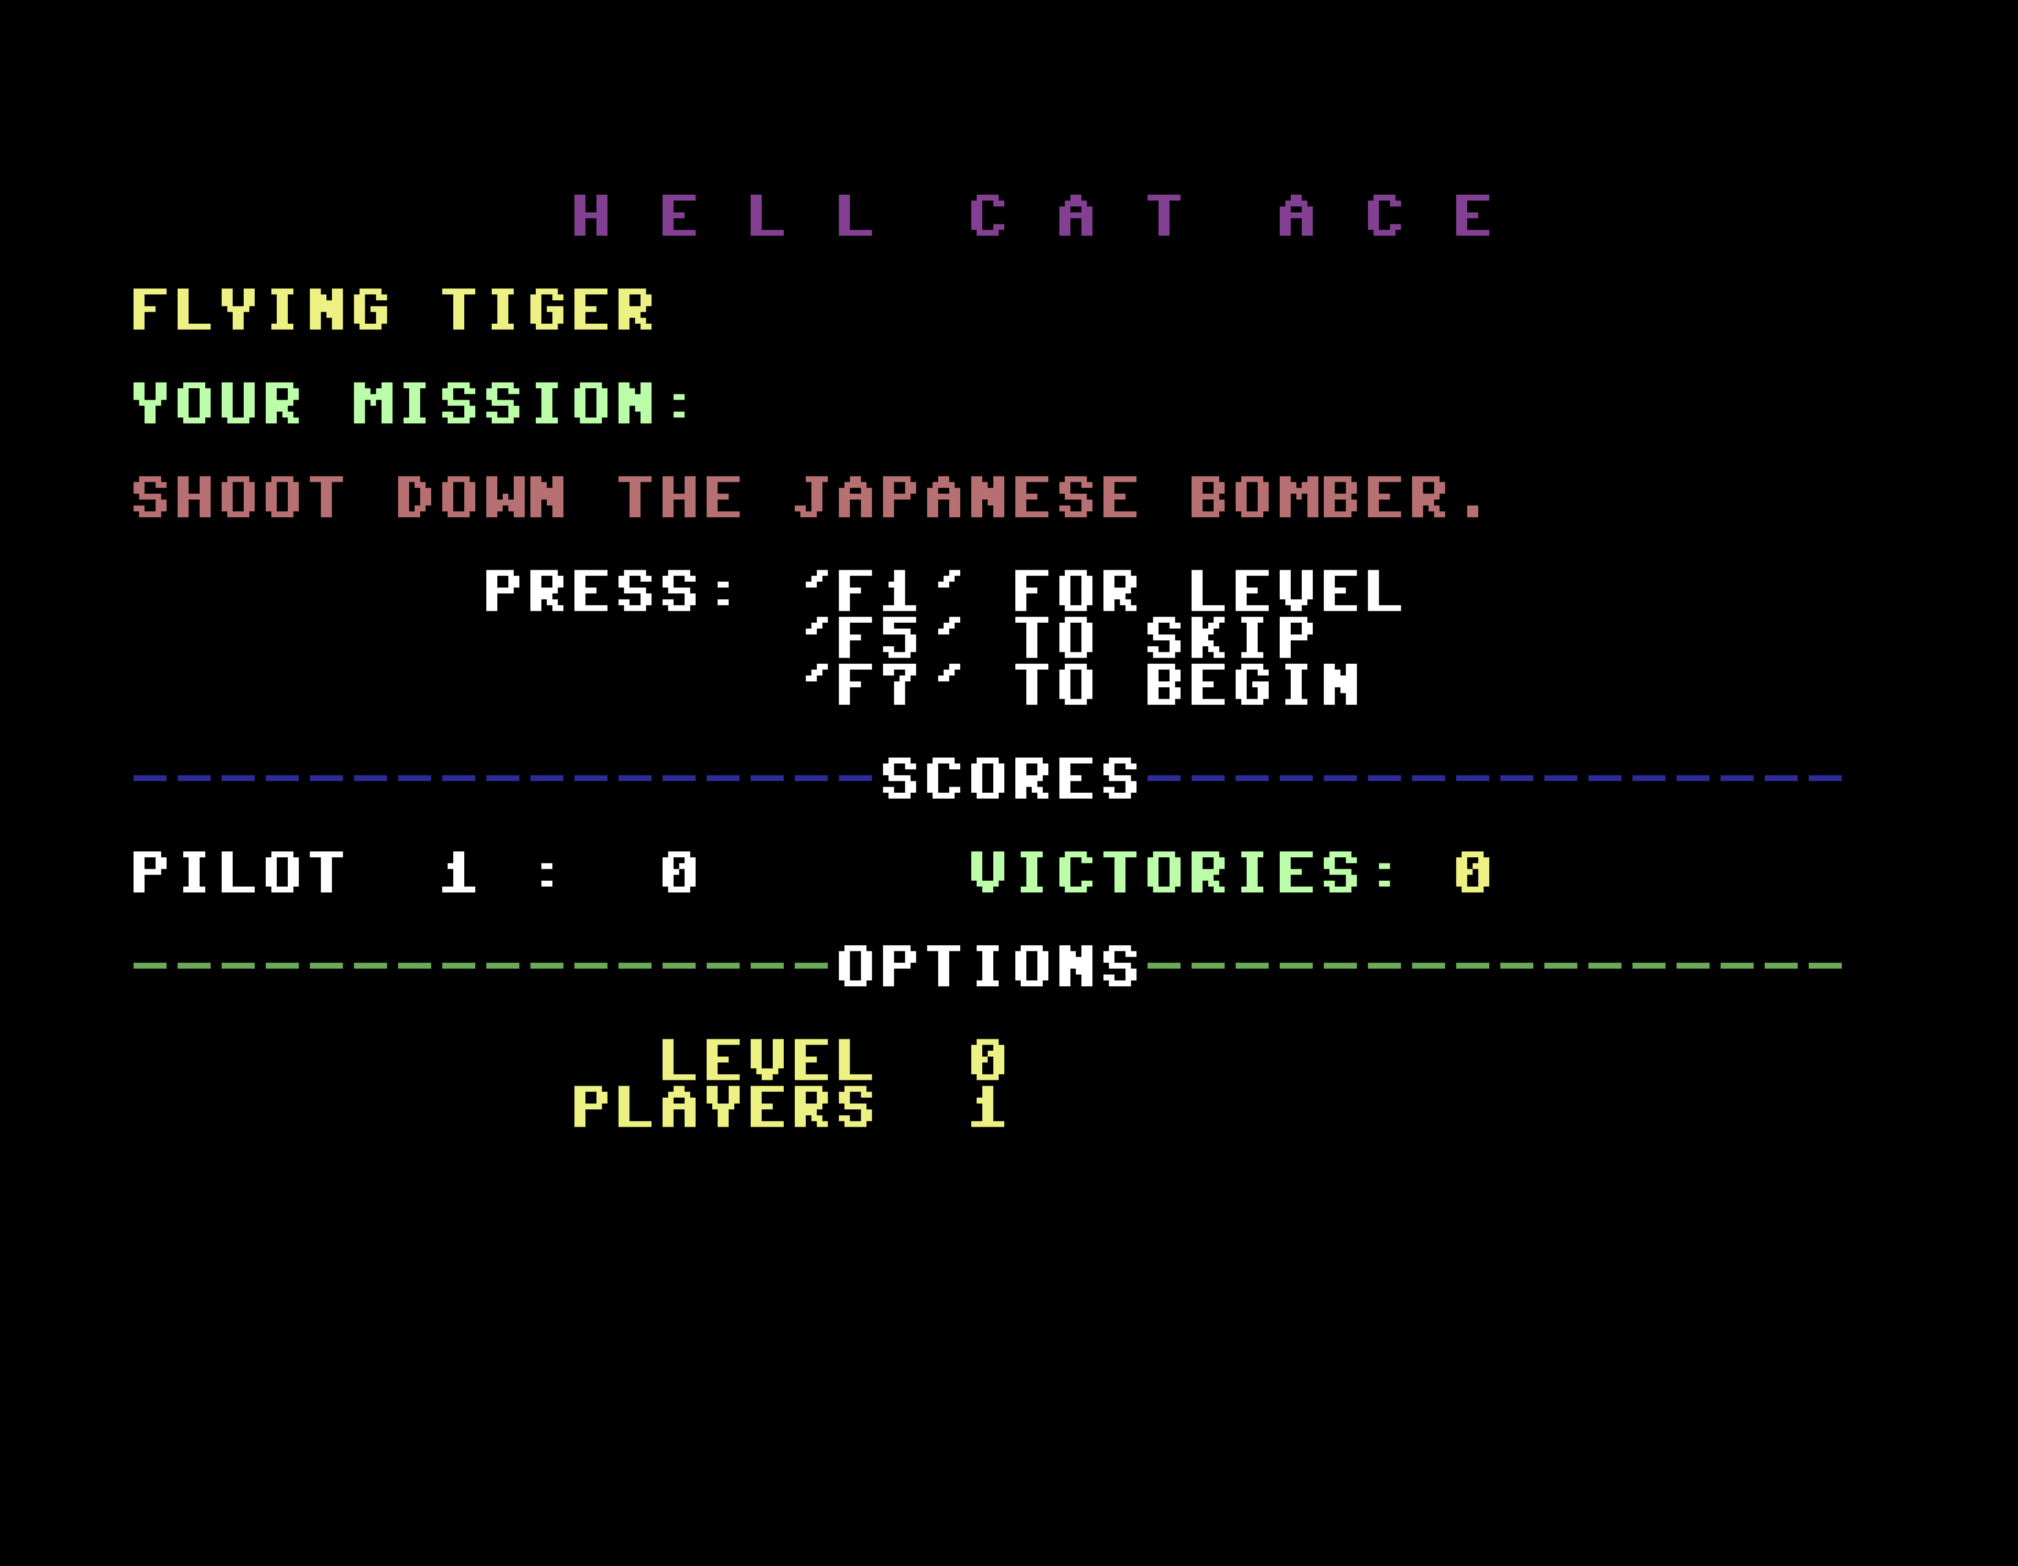 H E L L  C A T  A C E
FLYING TIGER
YOUR MISSION:
SHOOT DOWN THE JAPANESE BOMBER.
PRESS: 'F1' FOR LEVEL
'F5' TO SKIP
'F7' TO BEGIN
-----------------SCORES----------------
PILOT  1 :  0      VICTORIES: 0
----------------OPTIONS----------------
LEVEL  0
PLAYERS  1